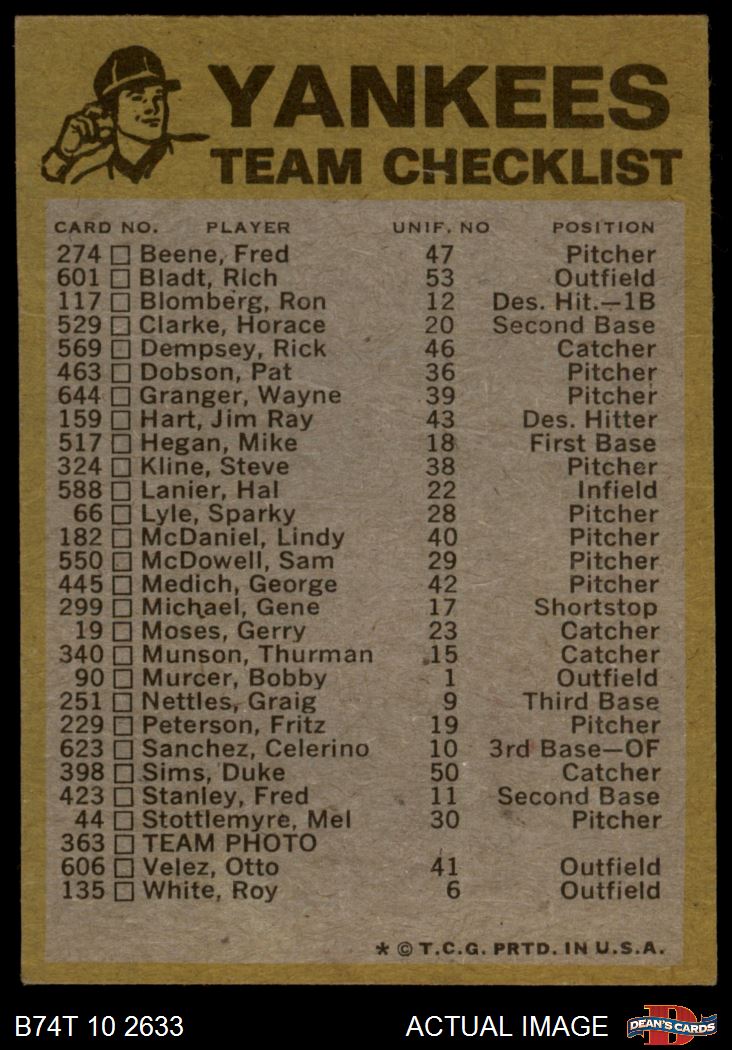 YANKEES
TEAM CHECKLIST
CARD NO. PLAYER UNIF. NO POSITION
274 Beene, Fred 47 Pitcher
601 Bladt, Rich 53 Outfield
117 Blomberg, Ron 12 Des. Hit.—1B
529 Clarke, Horace 20 Second Base
569 Dempsey, Rick 46 Catcher
463 Dobson, Pat 36 Pitcher
644 Granger, Wayne 39 Pitcher
159 Hart, Jim Ray 43 Des. Hitter
517 Hegan, Mike 18 First Base
324 Kline, Steve 38 Pitcher
588 Lanier, Hal 22 Infield
66 Lyle, Sparky 28 Pitcher
182 McDaniel, Lindy 40 Pitcher
550 McDowell, Sam 29 Pitcher
445 Medich, George 42 Pitcher
299 Michael, Gene 17 Shortstop
19 Moses, Gerry 23 Catcher
340 Munson, Thurman 15 Catcher
90 Murcer, Bobby 1 Outfield
251 Nettles, Graig 9 Third Base
229 Peterson, Fritz 19 Pitcher
623 Sanchez, Celerino 10 3rd Base—OF
398 Sims, Duke 50 Catcher
423 Stanley, Fred 11 Second Base
44 Stottlemyre, Mel 30 Pitcher
363 TEAM PHOTO
606 Velez, Otto 41 Outfield
135 White, Roy 6 Outfield
* © T.C.G. PRTD. IN U.S.A.
B74T 10 2633 ACTUAL IMAGE DEAN'S CARDS